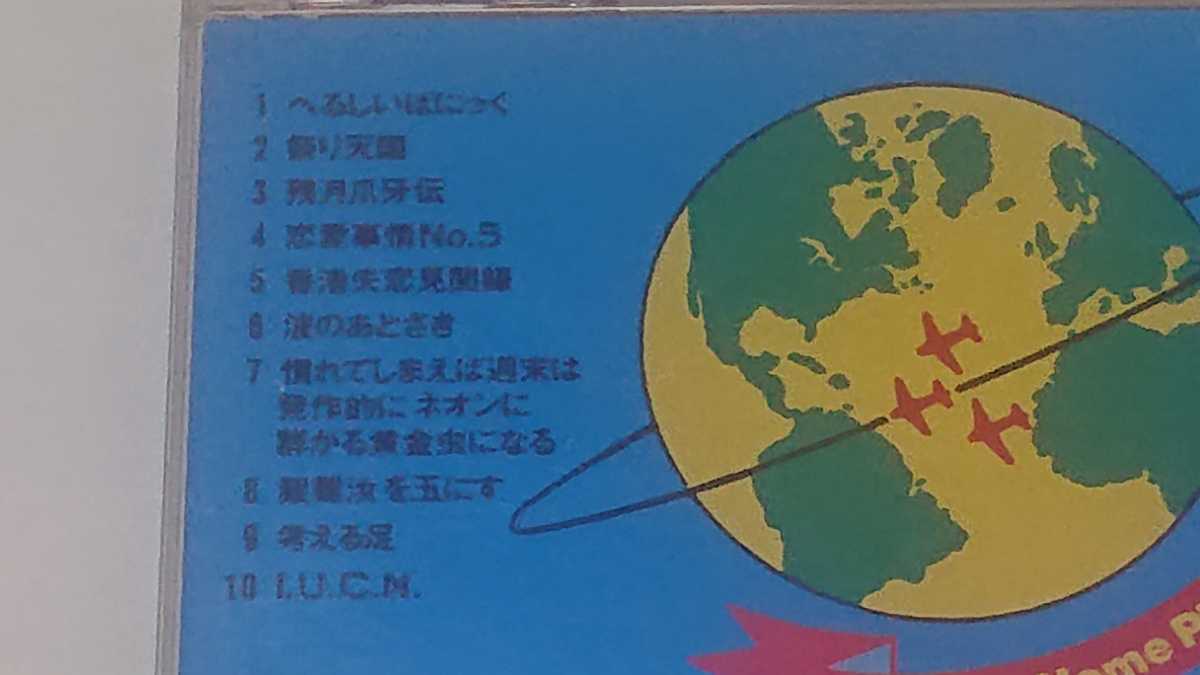 1 へるしいぱにっく
2 祭り天国
3 残月爪牙伝
4 恋愛事情No.5
5 香港失恋見聞録
6 波のあとさき
7 慣れてしまえば週末は
発作的にネオンに
群がる黄金虫になる
8 艱難汝を玉にす
9 考える足
10 I.U.C.N.
Home